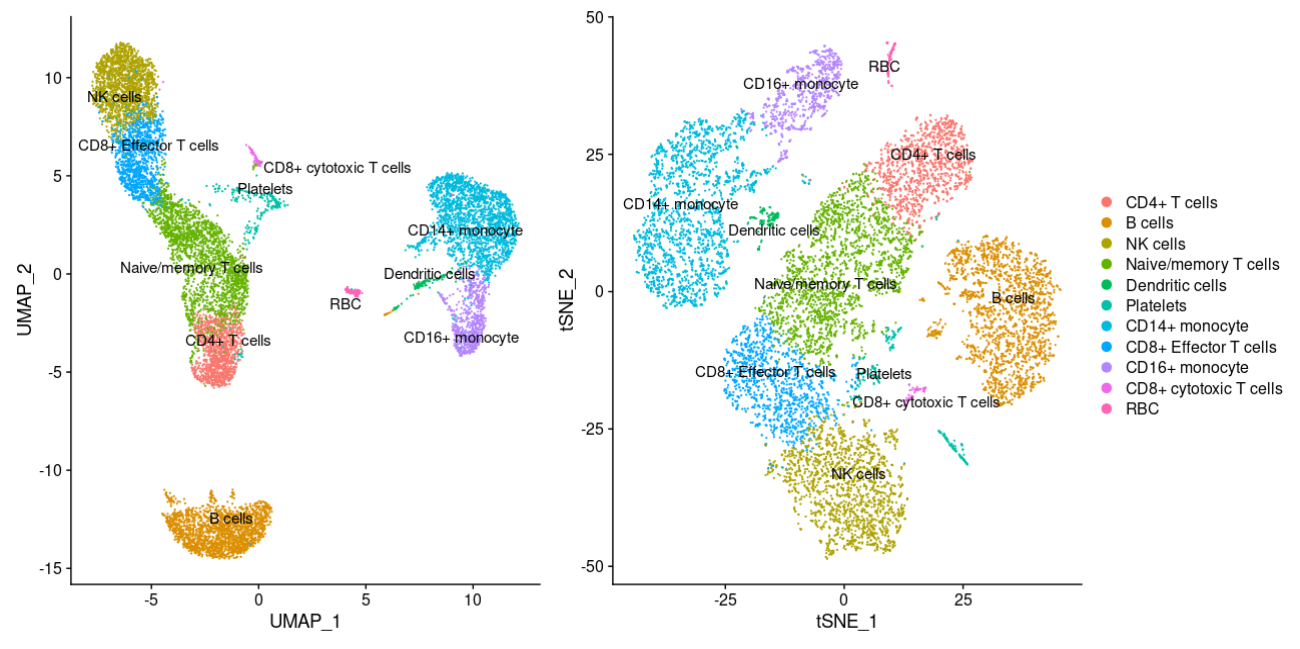 10
5
0
-5
-10
-15
UMAP_2
NK cells
CD8+ Effector T cells
CD8+ cytotoxic T cells
Platelets
CD14+ monocyte
Naive/memory T cells
Dendritic cells
RBC
CD4+ T cells
CD16+ monocyte
B cells
-5
0
5
10
UMAP_1
50
25
0
-25
-50
tSNE_2
RBC
CD16+ monocyte
CD4+ T cells
CD14+ monocyte
Dendritic cells
Naive/memory T cells
B cells
CD8+ Effector T cells
Platelets
CD8+ cytotoxic T cells
NK cells
-25
0
25
tSNE_1
CD4+ T cells
B cells
NK cells
Naive/memory T cells
Dendritic cells
Platelets
CD14+ monocyte
CD8+ Effector T cells
CD16+ monocyte
CD8+ cytotoxic T cells
RBC